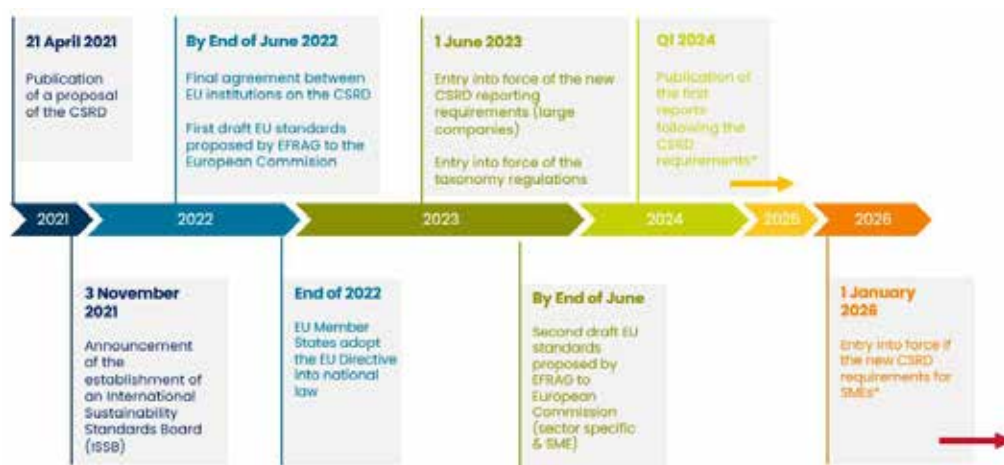 21 April 2021
Publication
of a proposal
of the CSRD
By End of June 2022
Final agreement between
EU institutions on the CSRD
First draft EU standards
proposed by EFRAG to the
European Commision
1 June 2023
Entry into force of the new
CSRD reporting
requirements (large
companies)
Entry into force of the
taxonomy regulations
Q1 2024
Publication of
the first
reports
following the
CSRD
requirements*
2021
2022
2023
2024
2025
2026
3 November
2021
Announcement
of the
establishment of
an International
Sustainability
Standards Board
(ISSB)
End of 2022
EU Member
States adopt
the EU Directive
into national
law
By End of June
Second draft EU
standards
proposed by
EFRAG to
European
Commission
(sector specific
& SME)
1 January
2026
Entry into force if
the new CSRD
requirements for
SMEs*